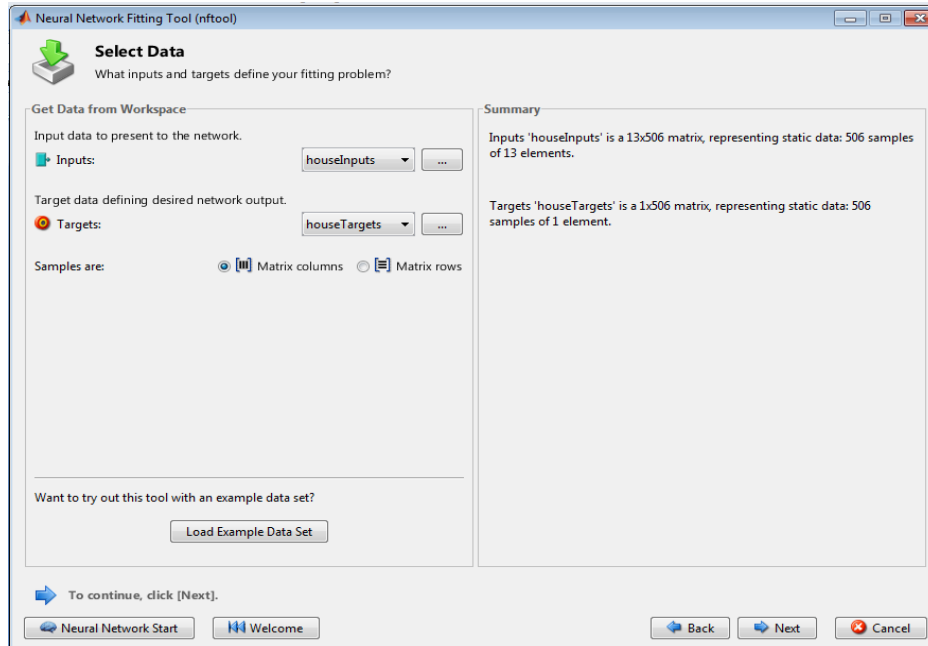 Neural Network Fitting Tool (nftool)
Select Data
What inputs and targets define your fitting problem?
Get Data from Workspace
Input data to present to the network.
Inputs: houseInputs ...
Target data defining desired network output.
Targets: houseTargets ...
Samples are: Matrix columns Matrix rows
Want to try out this tool with an example data set?
Load Example Data Set
Summary
Inputs 'houseInputs' is a 13x506 matrix, representing static data: 506 samples
of 13 elements.
Targets 'houseTargets' is a 1x506 matrix, representing static data: 506
samples of 1 element.
To continue, click [Next].
Neural Network Start Welcome Back Next Cancel